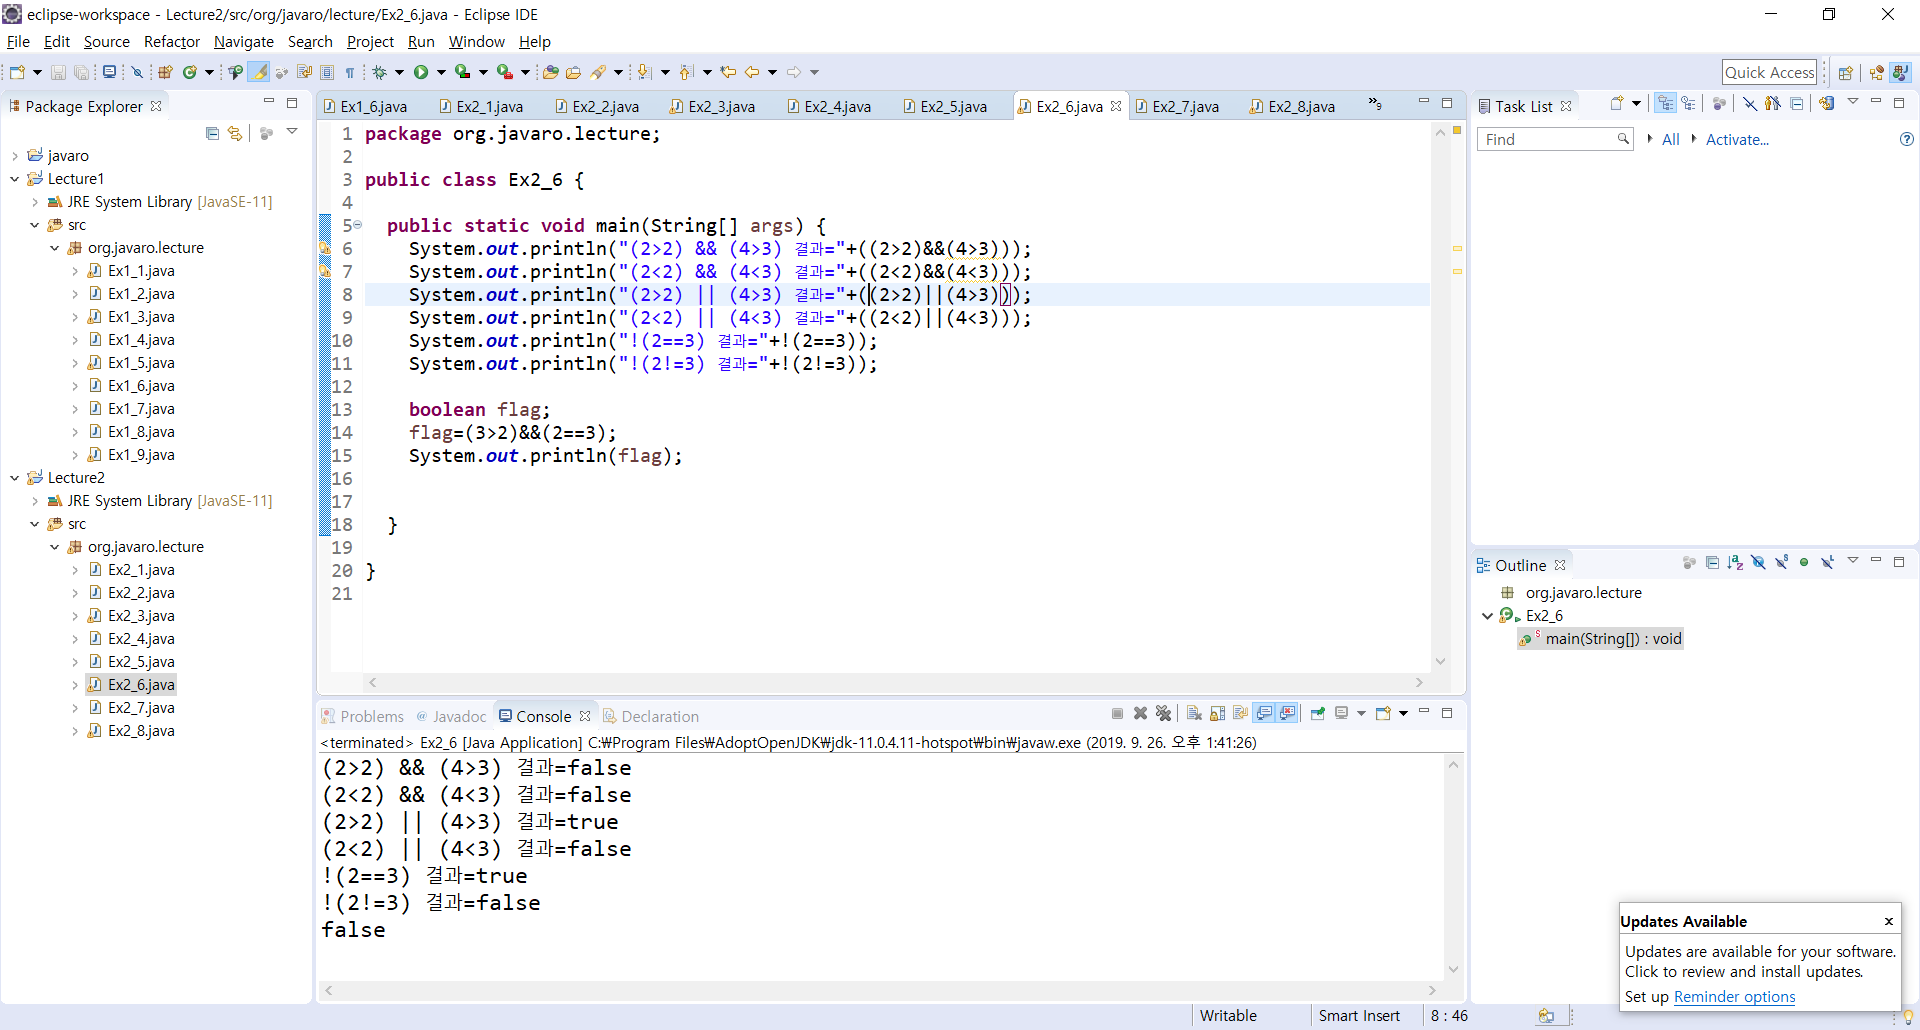 eclipse-workspace - Lecture2/src/org/javaro/lecture/Ex2_6.java - Eclipse IDE
File Edit Source Refactor Navigate Search Project Run Window Help
Quick Access
Package Explorer
javaro
Lecture1
JRE System Library [JavaSE-11]
src
org.javaro.lecture
Ex1_1.java
Ex1_2.java
Ex1_3.java
Ex1_4.java
Ex1_5.java
Ex1_6.java
Ex1_7.java
Ex1_8.java
Ex1_9.java
Lecture2
JRE System Library [JavaSE-11]
src
org.javaro.lecture
Ex2_1.java
Ex2_2.java
Ex2_3.java
Ex2_4.java
Ex2_5.java
Ex2_6.java
Ex2_7.java
Ex2_8.java
Ex1_6.java Ex2_1.java Ex2_2.java Ex2_3.java Ex2_4.java Ex2_5.java Ex2_6.java Ex2_7.java Ex2_8.java »9
1 package org.javaro.lecture;
2
3 public class Ex2_6 {
4
5 public static void main(String[] args) {
6 System.out.println("(2>2) && (4>3) 결과="+((2>2)&&(4>3)));
7 System.out.println("(2<2) && (4<3) 결과="+((2<2)&&(4<3)));
8 System.out.println("(2>2) || (4>3) 결과="+((2>2)||(4>3)));
9 System.out.println("(2<2) || (4<3) 결과="+((2<2)||(4<3)));
10 System.out.println("!(2==3) 결과="+!(2==3));
11 System.out.println("!(2!=3) 결과="+!(2!=3));
12
13 boolean flag;
14 flag=(3>2)&&(2==3);
15 System.out.println(flag);
16
17
18 }
19
20 }
21
Problems @ Javadoc Console Declaration
<terminated> Ex2_6 [Java Application] C:₩Program Files₩AdoptOpenJDK₩jdk-11.0.4.11-hotspot₩bin₩javaw.exe (2019. 9. 26. 오후 1:41:26)
(2>2) && (4>3) 결과=false
(2<2) && (4<3) 결과=false
(2>2) || (4>3) 결과=true
(2<2) || (4<3) 결과=false
!(2==3) 결과=true
!(2!=3) 결과=false
false
Task List
Find All Activate...
Outline
org.javaro.lecture
Ex2_6
main(String[]) : void
Updates Available
Updates are available for your software.
Click to review and install updates.
Set up Reminder options
Writable Smart Insert 8 : 46